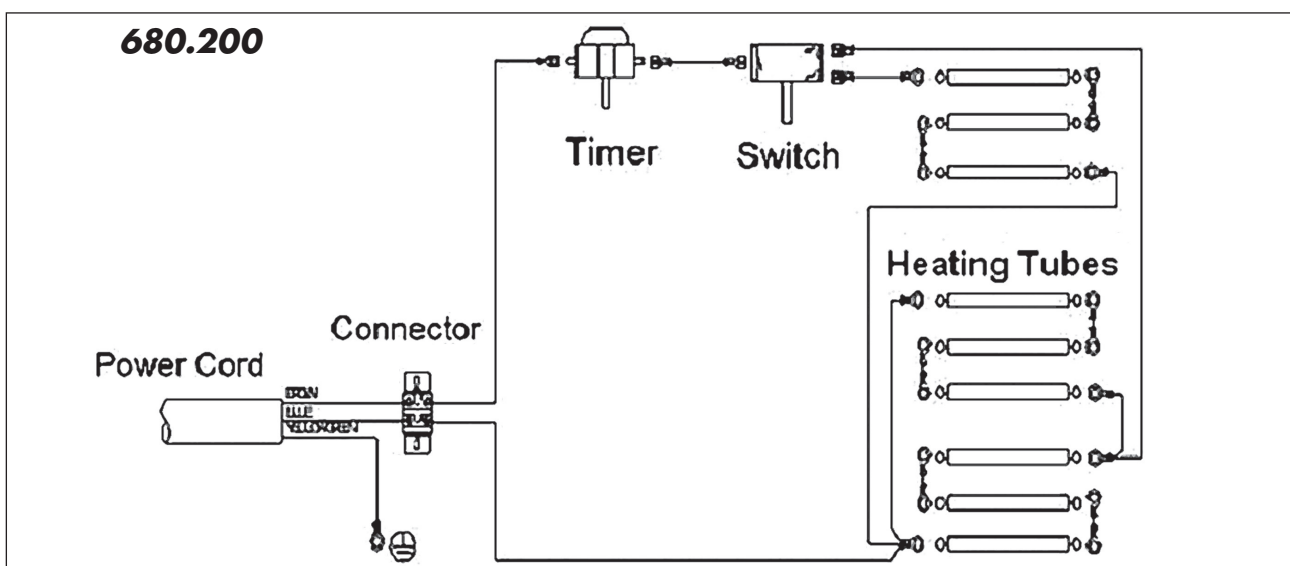 680.200
Timer
Switch
Heating Tubes
Connector
Power Cord